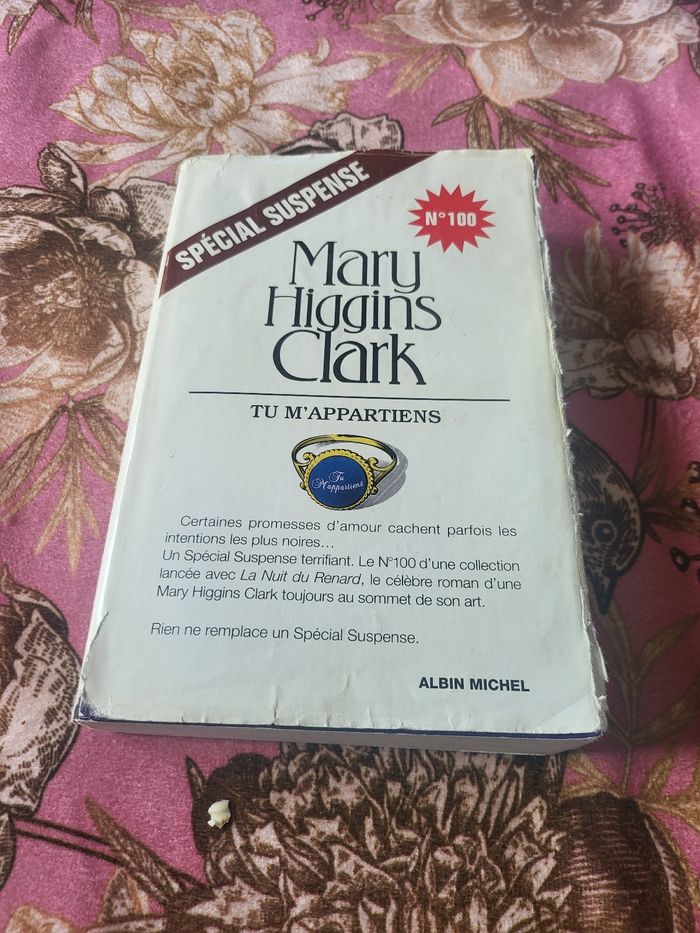 SPÉCIAL SUSPENSE
N°100
Mary
Higgins
Clark
TU M'APPARTIENS
Tu
M'appartiens
Certaines promesses d'amour cachent parfois les
intentions les plus noires...
Un Spécial Suspense terrifiant. Le N°100 d'une collection
lancée avec La Nuit du Renard, le célèbre roman d'une
Mary Higgins Clark toujours au sommet de son art.
Rien ne remplace un Spécial Suspense.
ALBIN MICHEL